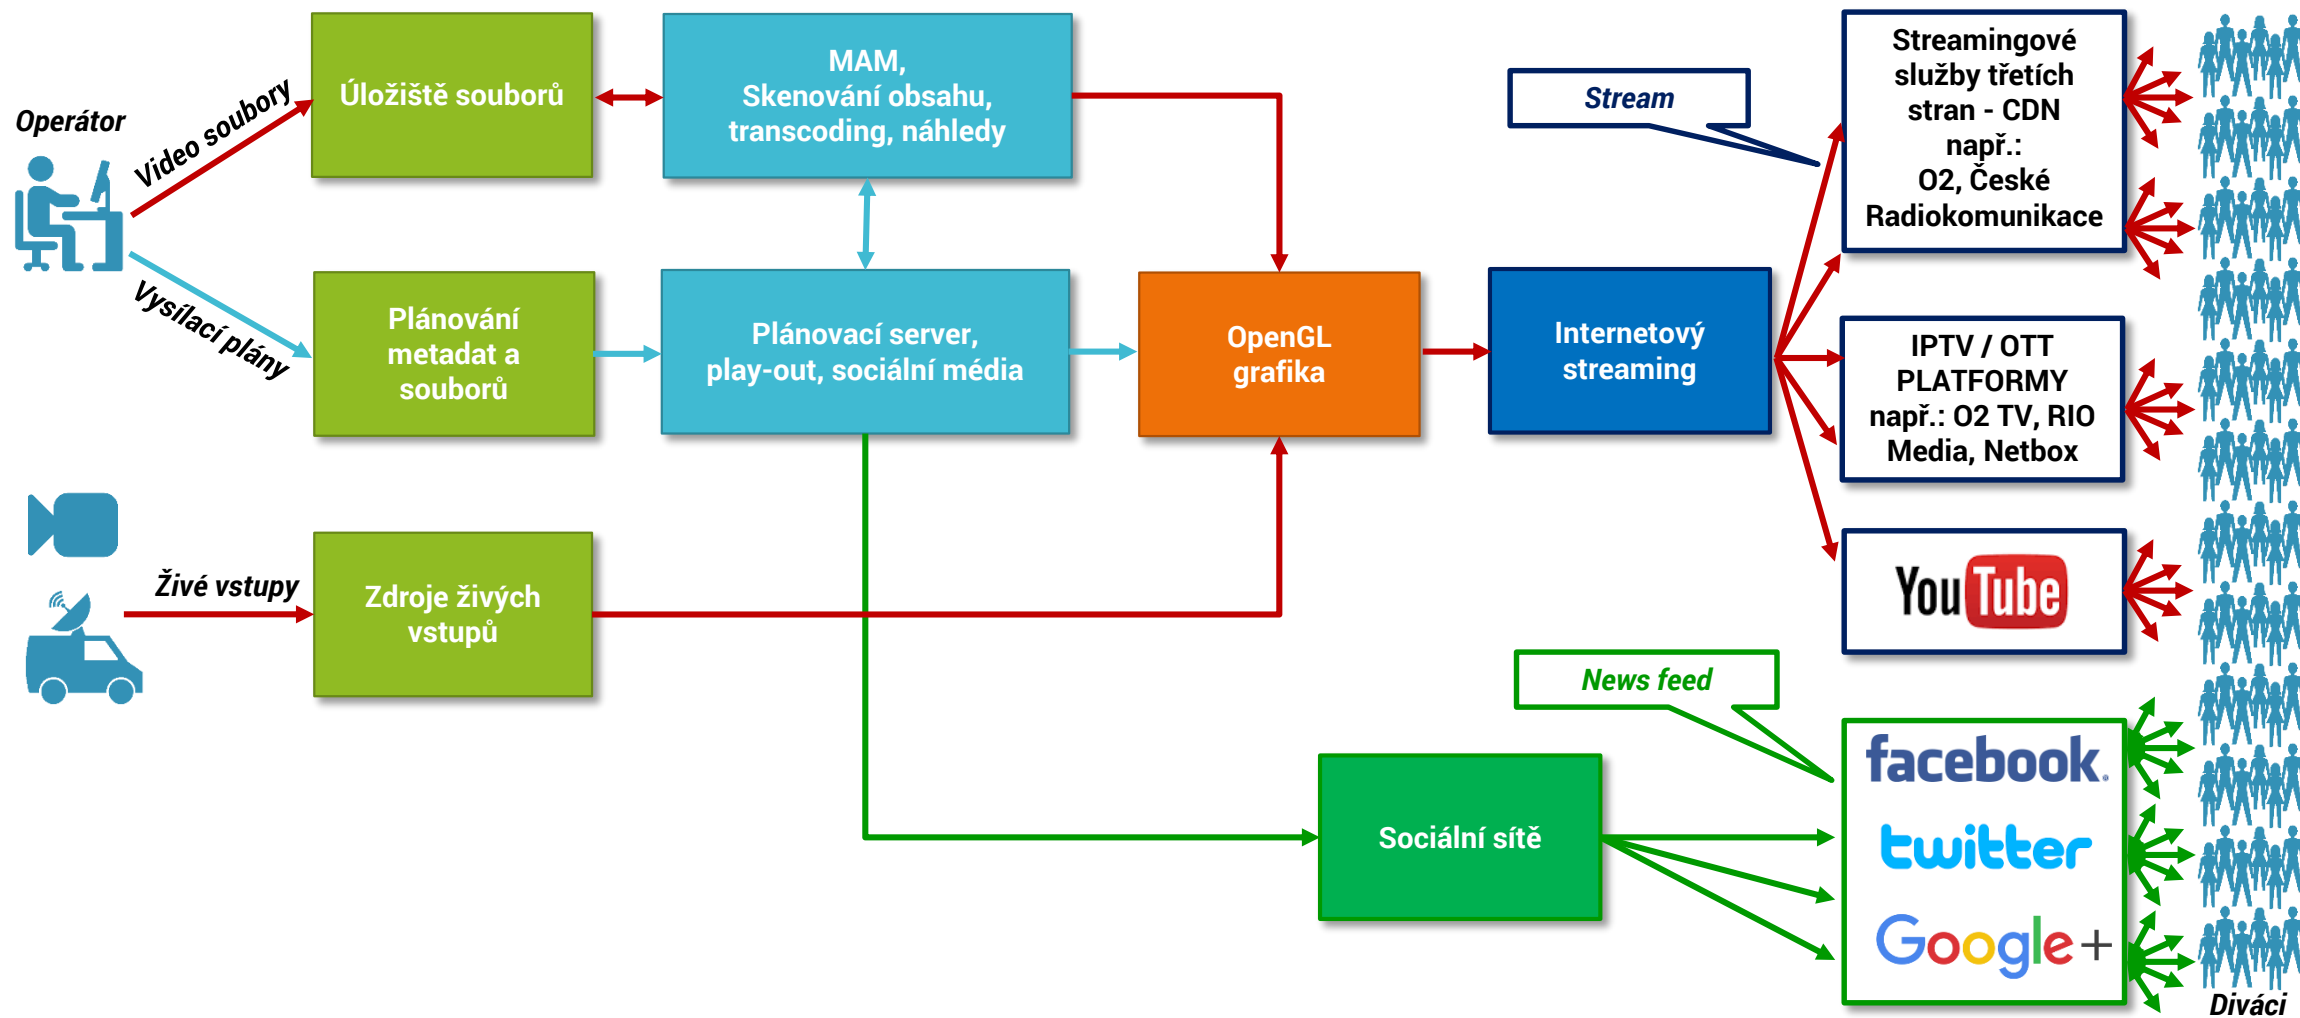 Operátor
Video soubory
Vysílací plány
Úložiště souborů
MAM,
Skenování obsahu,
transcoding, náhledy
Plánování
metadat a
souborů
Plánovací server,
play-out, sociální média
OpenGL
grafika
Internetový
streaming
Stream
Streamingové
služby třetích
stran - CDN
např.:
O2, České
Radiokomunikace
IPTV / OTT
PLATFORMY
např.: O2 TV, RIO
Media, Netbox
YouTube
Živé vstupy
Zdroje živých
vstupů
News feed
Sociální sítě
facebook.
twitter
Google+
Diváci